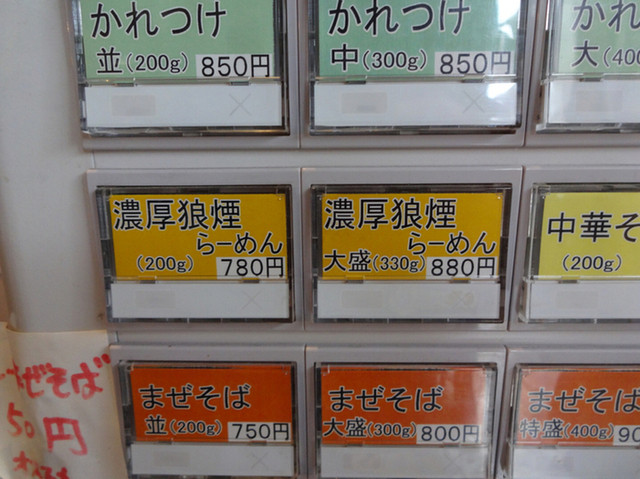 かれつけ
並(200g) 850円
かれつけ
中(300g) 850円
かれ
大(400
濃厚狼煙
らーめん
(200g) 780円
濃厚狼煙
らーめん
大盛(330g) 880円
中華そ
(200g)
まぜそば
並(200g) 750円
まぜそば
大盛(300g) 800円
まぜそば
特盛(400g) 90
ぜそば
50円